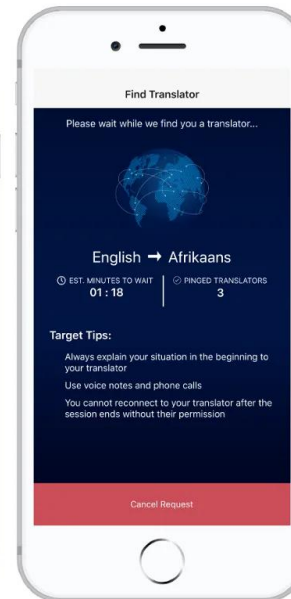 Find Translator
Please wait while we find you a translator...
English → Afrikaans
EST. MINUTES TO WAIT
01 : 18
PINGED TRANSLATORS
3
Target Tips:
Always explain your situation in the beginning to
your translator
Use voice notes and phone calls
You cannot reconnect to your translator after the
session ends without their permission
Cancel Request